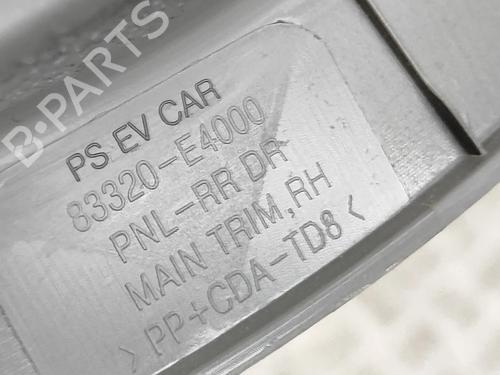 B-PARTS
PS EV CAR
83320-E4000
PNL-RR DR
MAIN TRIM,RH
>PP+CDA-TD8<